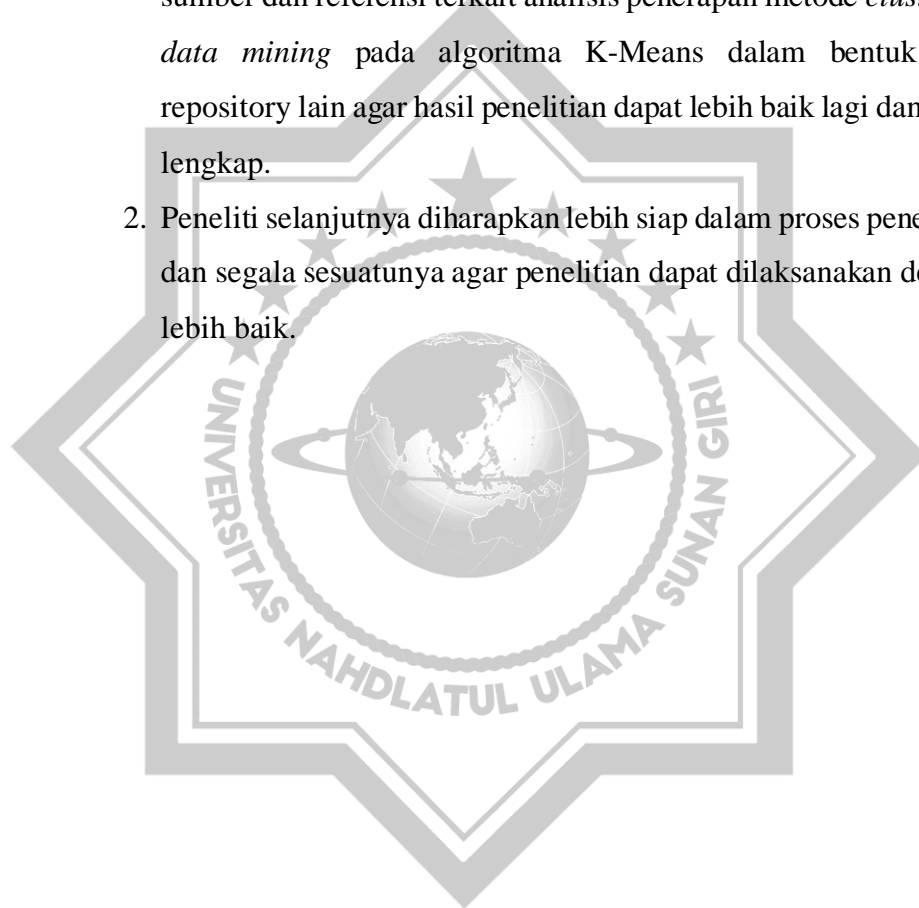 sumber dan referensi terkait analisis penerapan metode
data mining pada algoritma K-Means dalam bentuk
repository lain agar hasil penelitian dapat lebih baik lagi dan
lengkap.
2. Peneliti selanjutnya diharapkan lebih siap dalam proses
dan segala sesuatunya agar penelitian dapat dilaksanakan
lebih baik.
UNIVERSITAS NAHDLATUL ULAMA SUNAN GIRI